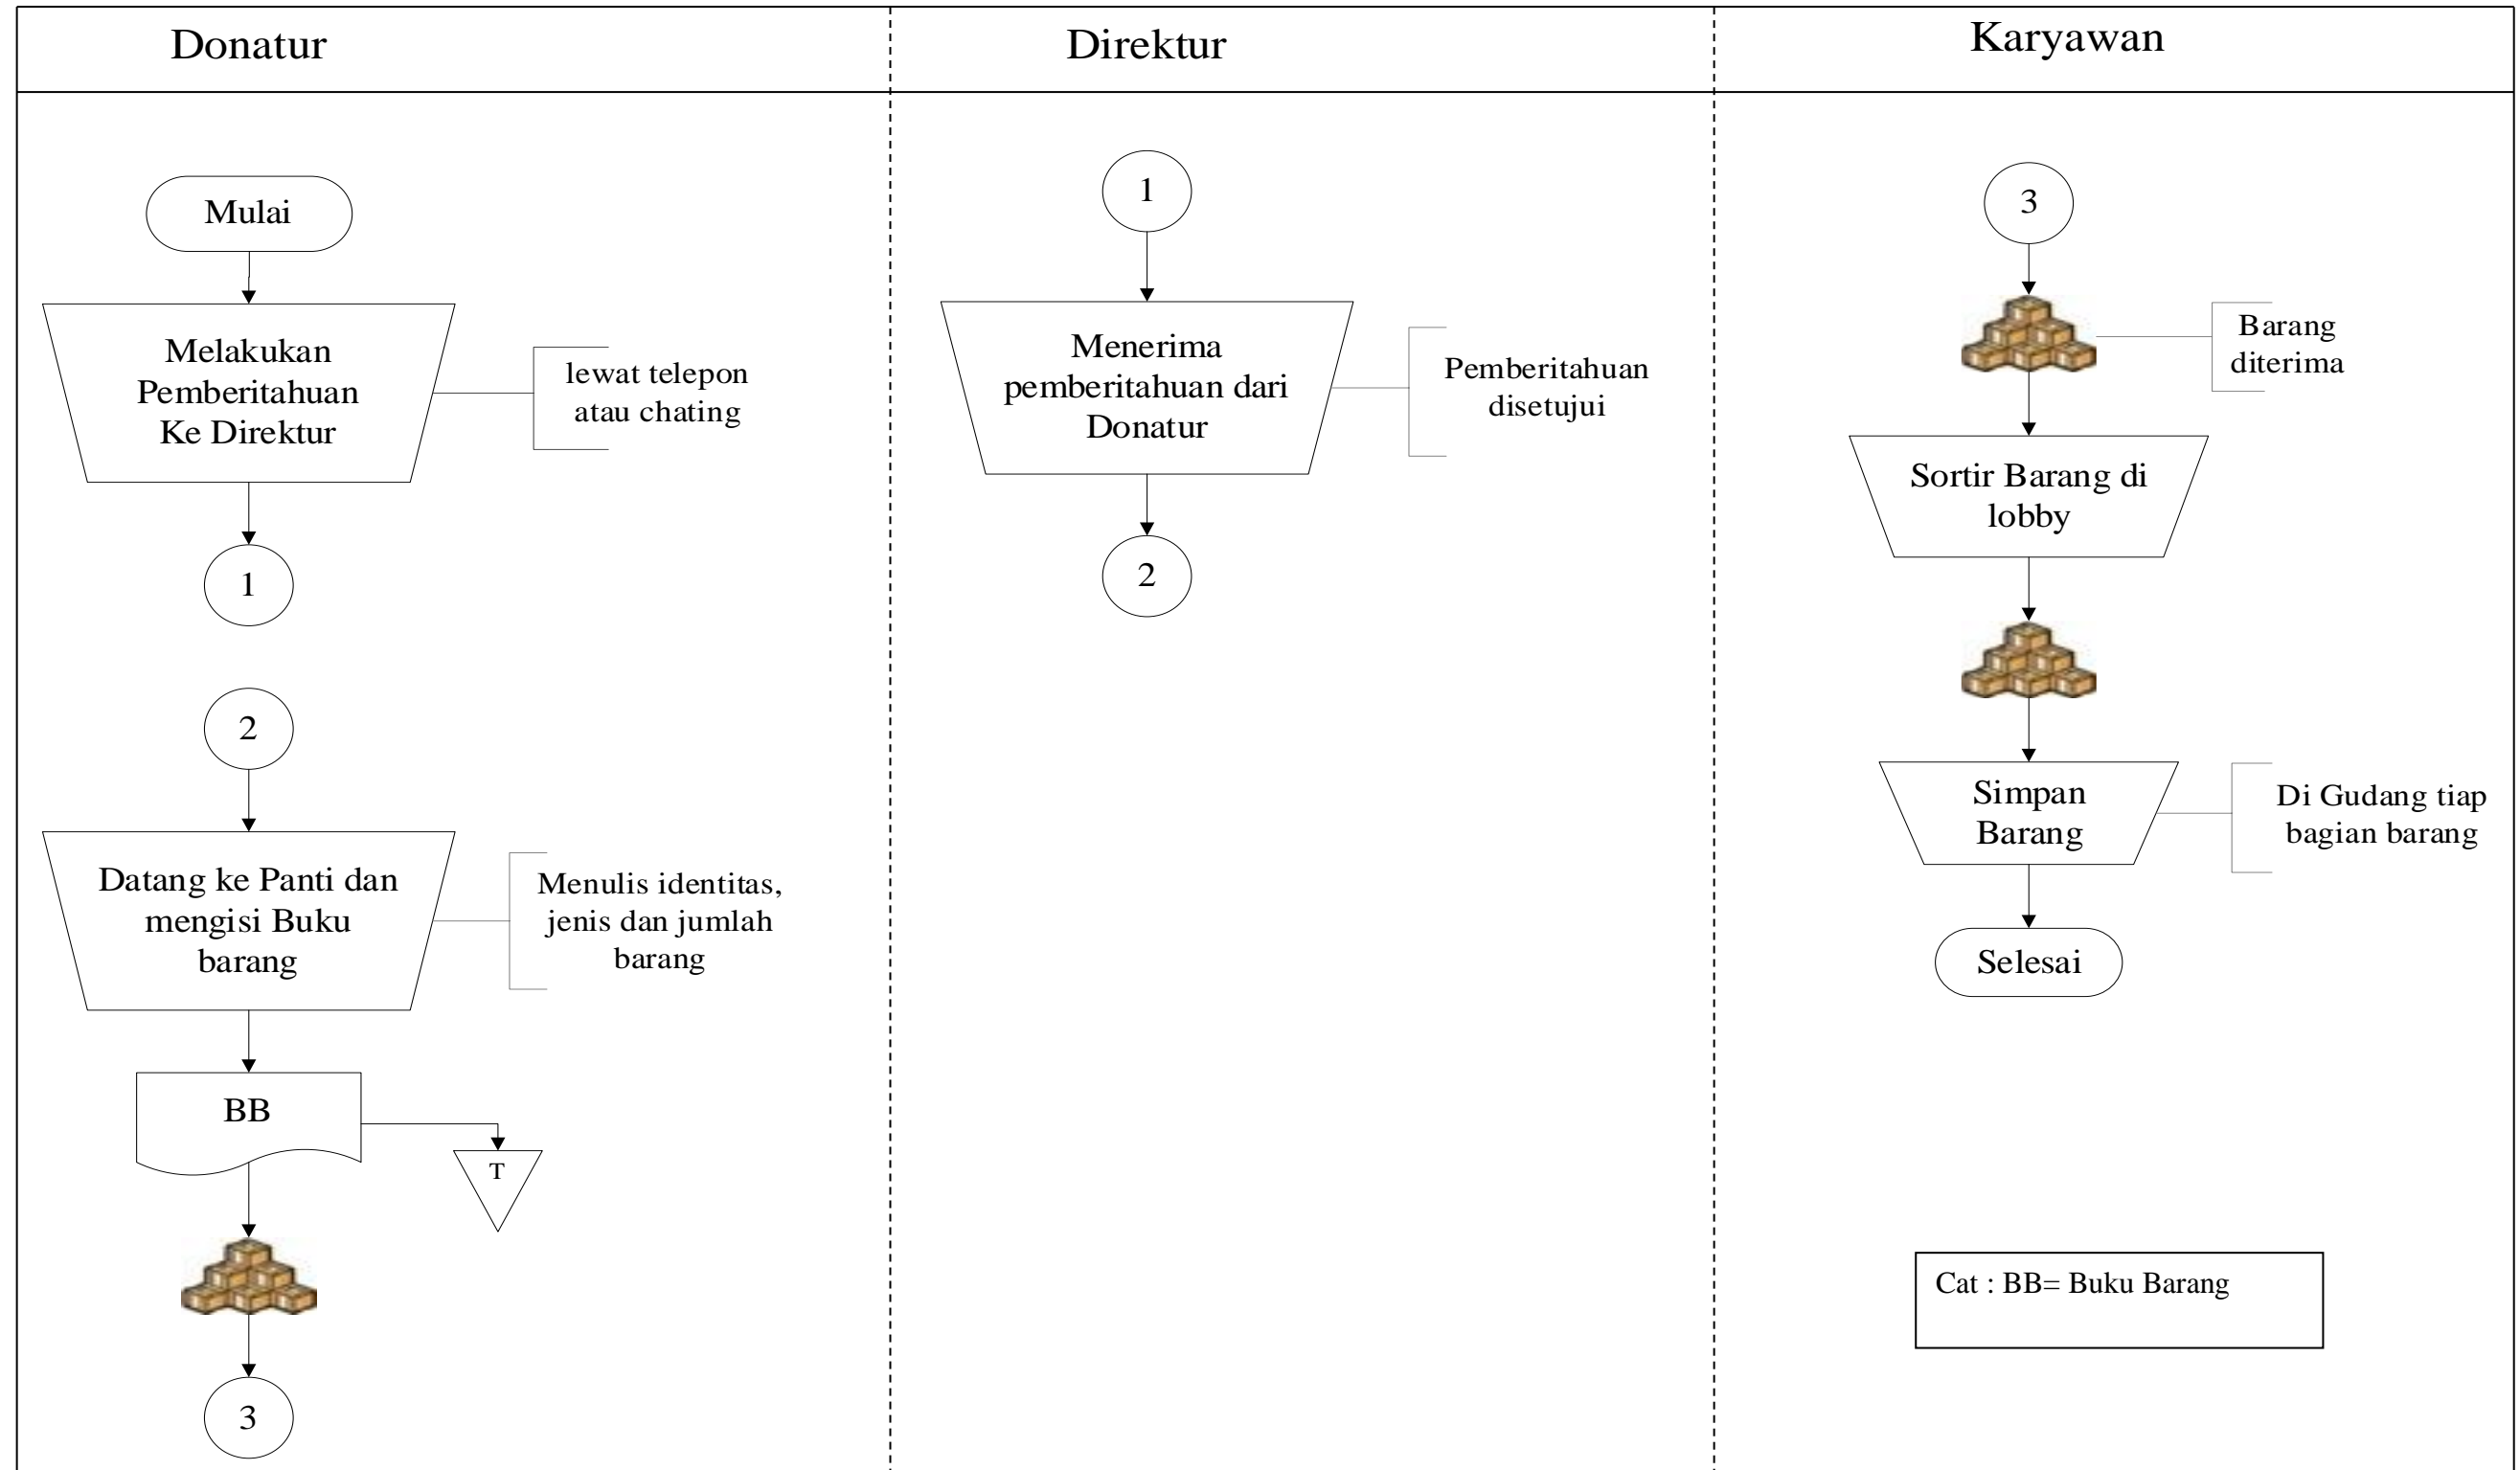 Donatur
Direktur
Karyawan
Mulai
Melakukan
Pemberitahuan
Ke Direktur
lewat telepon
atau chating
1
2
Datang ke Panti dan
mengisi Buku
barang
Menulis identitas,
jenis dan jumlah
barang
BB
T
3
1
Menerima
pemberitahuan dari
Donatur
Pemberitahuan
disetujui
2
3
Barang
diterima
Sortir Barang di
lobby
Simpan
Barang
Di Gudang tiap
bagian barang
Selesai
Cat : BB= Buku Barang